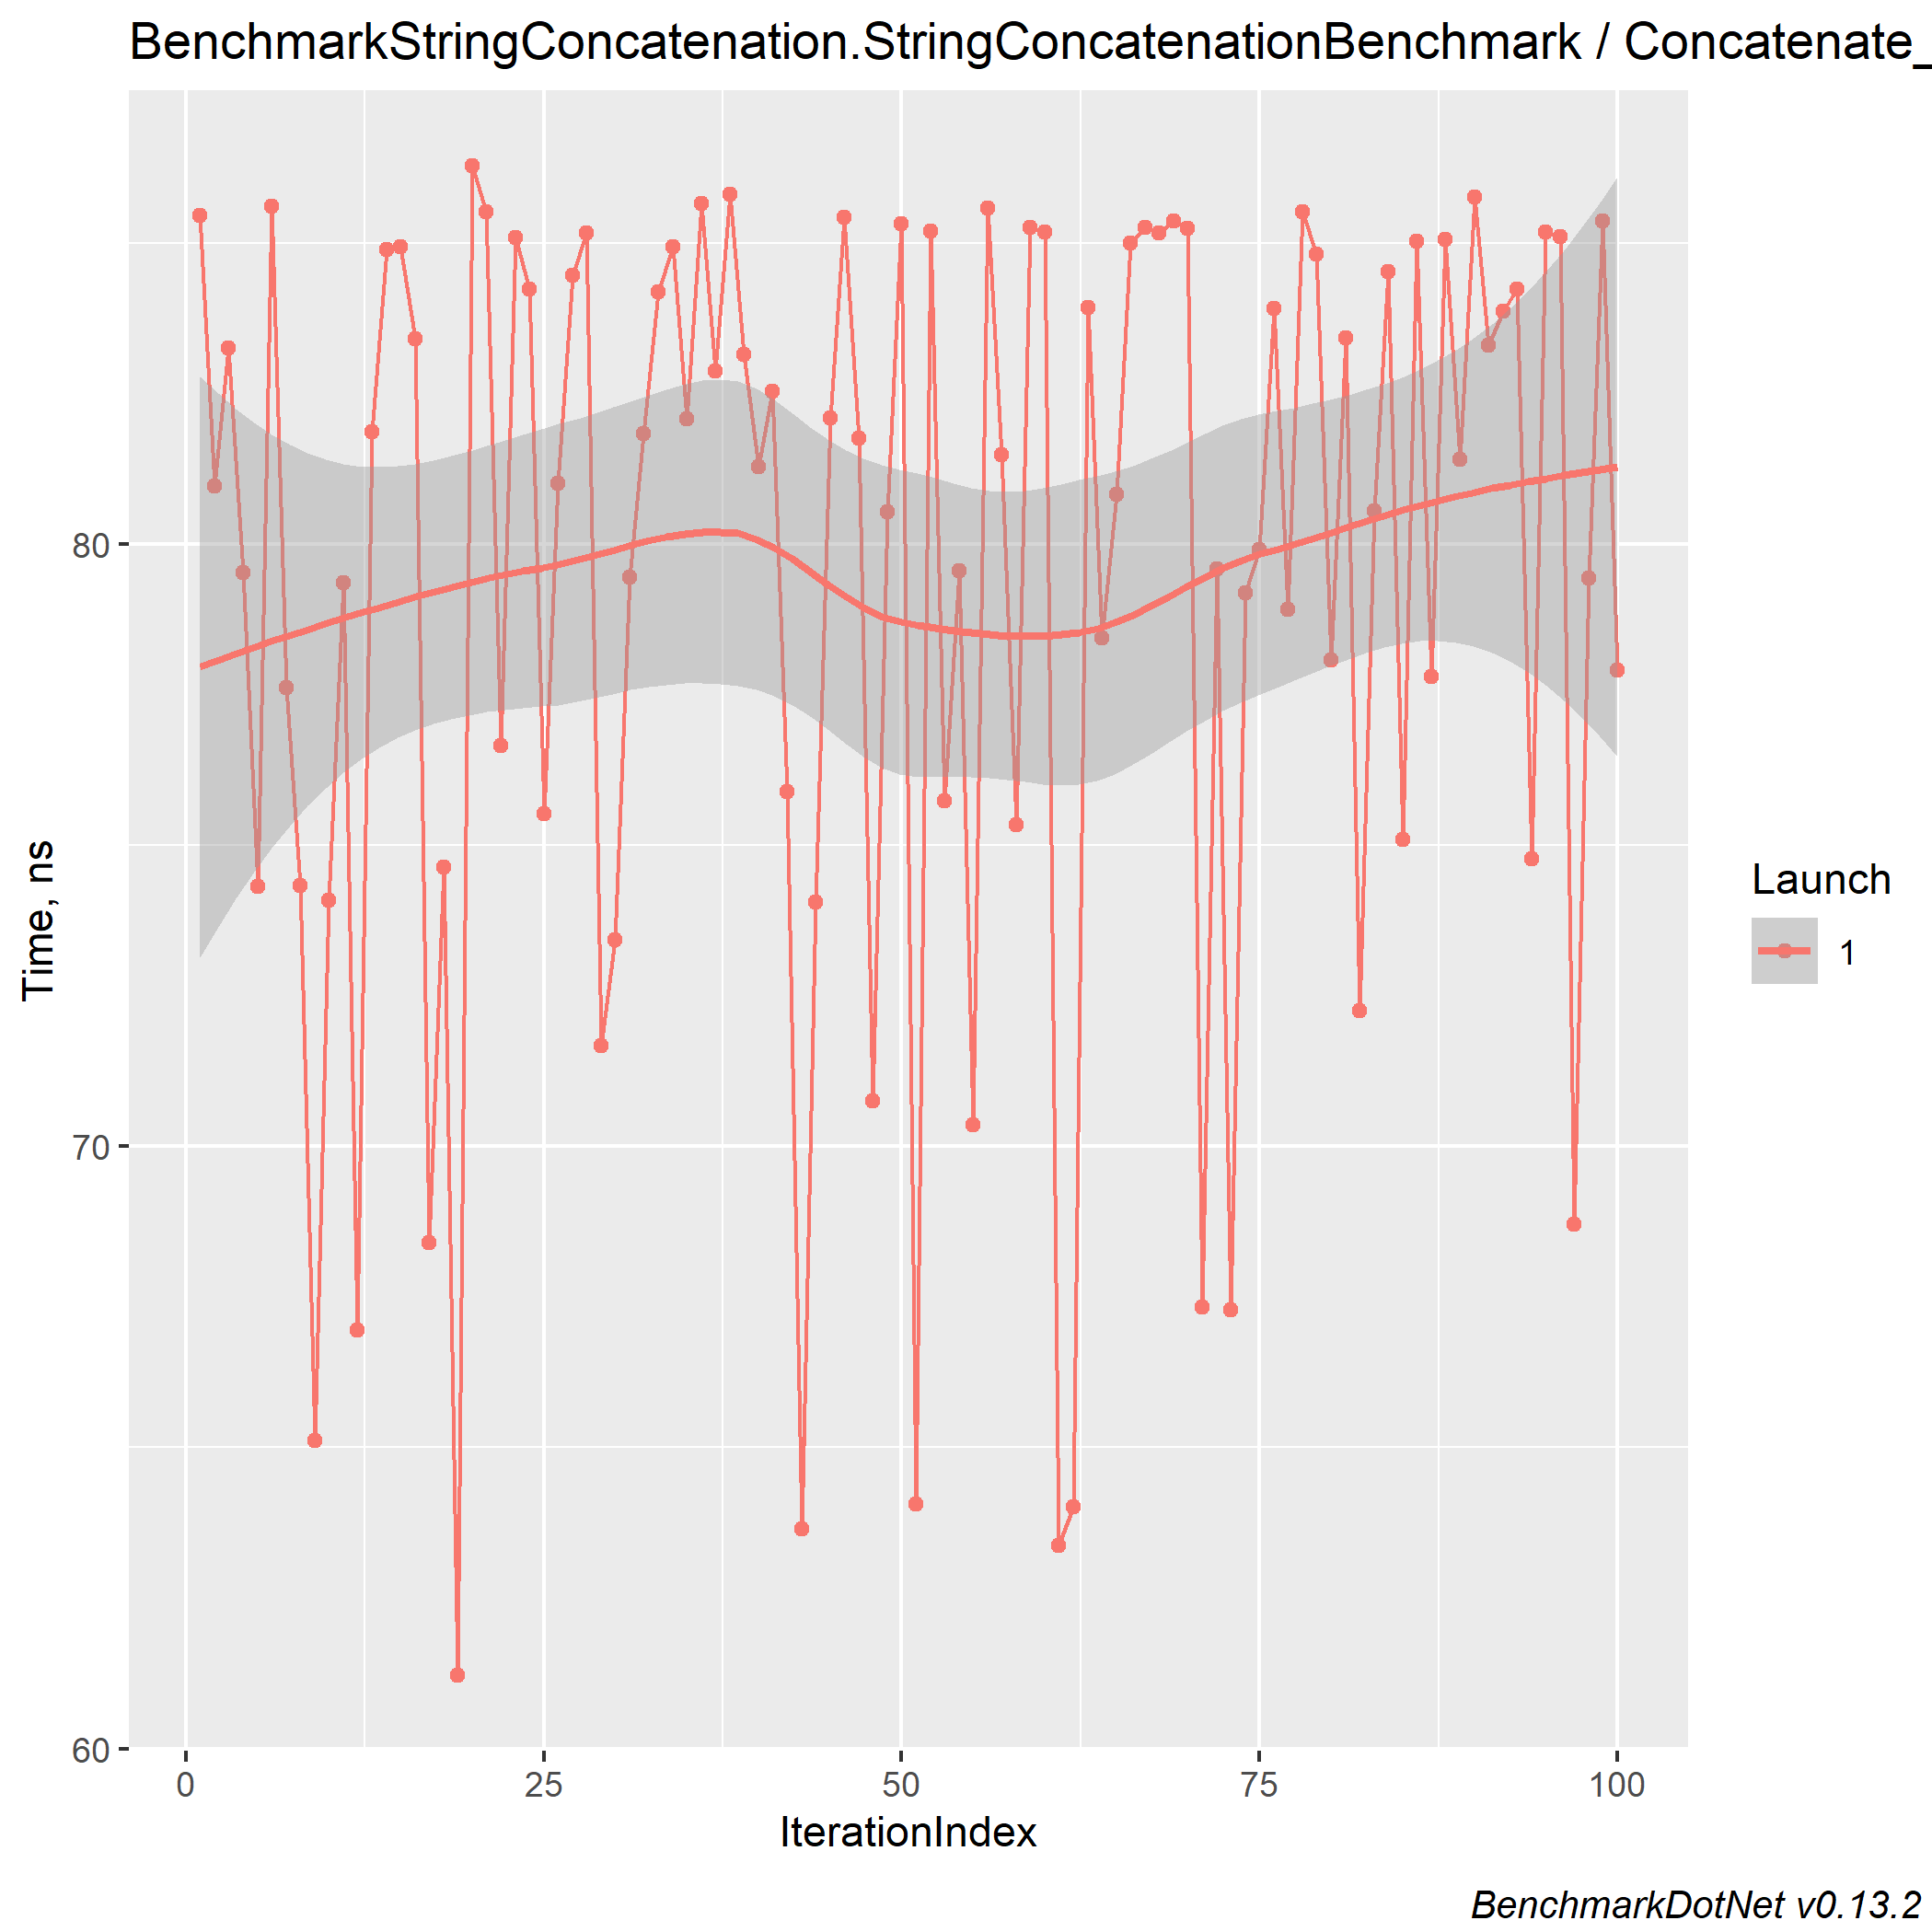 BenchmarkStringConcatenation.StringConcatenationBenchmark / Concatenate_
80
70
60
Time, ns
0 25 50 75 100
IterationIndex
Launch
1
BenchmarkDotNet v0.13.2